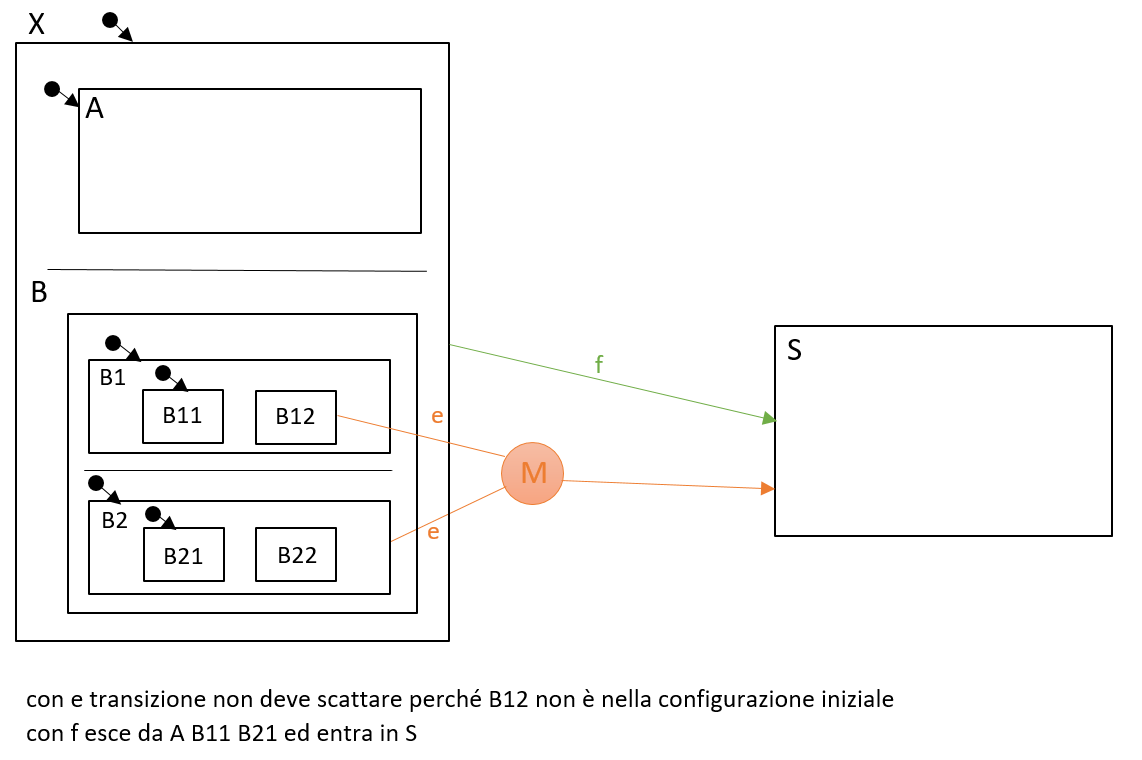 X
A
B
B1
B11
B12
B2
B21
B22
e
e
M
f
S
con e transizione non deve scattare perché B12 non è nella configurazione iniziale
con f esce da A B11 B21 ed entra in S